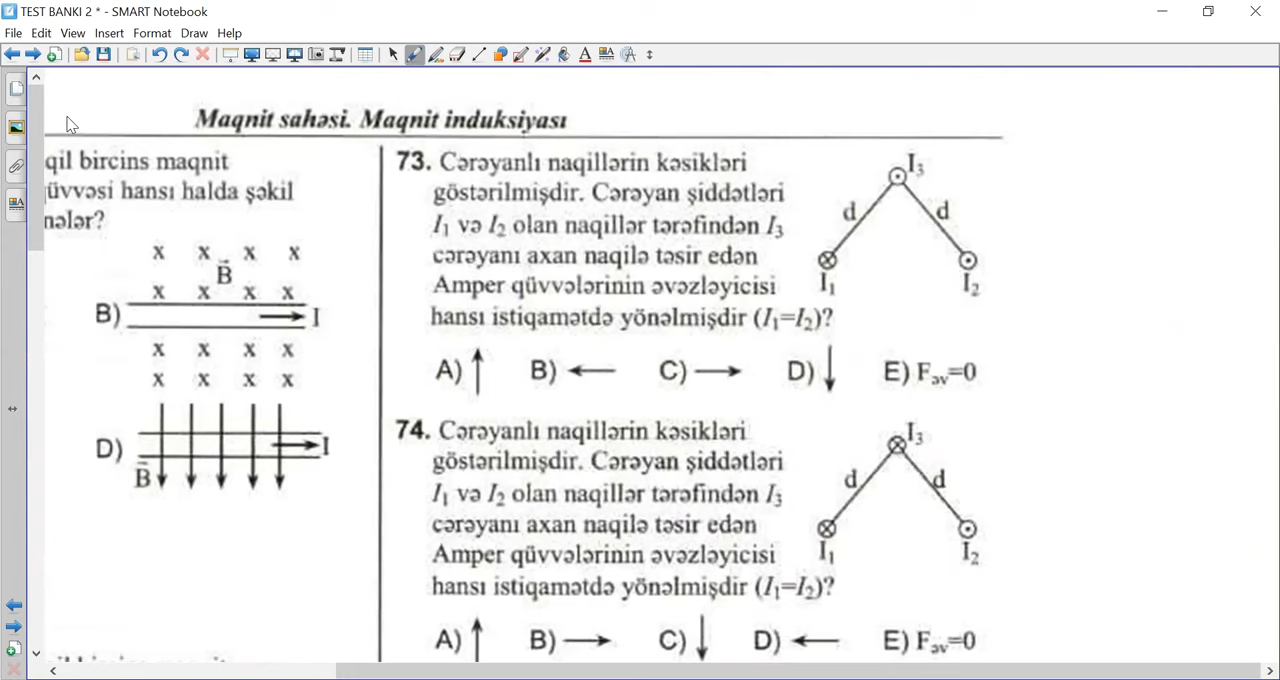 TEST BANKI 2 * - SMART Notebook
File Edit View Insert Format Draw Help
Maqnit sahəsi. Maqnit induksiyası
qil bircins maqnit
üvvəsi hansı halda şəkil
nələr?
x x x x
B
x x x x
B) I
x x x x
x x x x
D) I
B
73. Cərəyanlı naqillərin kəsikləri
göstərilmişdir. Cərəyan şiddətləri
I₁ və I₂ olan naqillər tərəfindən I₃
cərəyanı axan naqilə təsir edən
Amper qüvvələrinin əvəzləyicisi
hansı istiqamətdə yönəlmişdir (I₁=I₂)?
I₃
d d
I₁ I₂
A) ↑ B) ← C) → D) ↓ E) Fəv=0
74. Cərəyanlı naqillərin kəsikləri
göstərilmişdir. Cərəyan şiddətləri
I₁ və I₂ olan naqillər tərəfindən I₃
cərəyanı axan naqilə təsir edən
Amper qüvvələrinin əvəzləyicisi
hansı istiqamətdə yönəlmişdir (I₁=I₂)?
I₃
d d
I₁ I₂
A) ↑ B) → C) ↓ D) ← E) Fəv=0